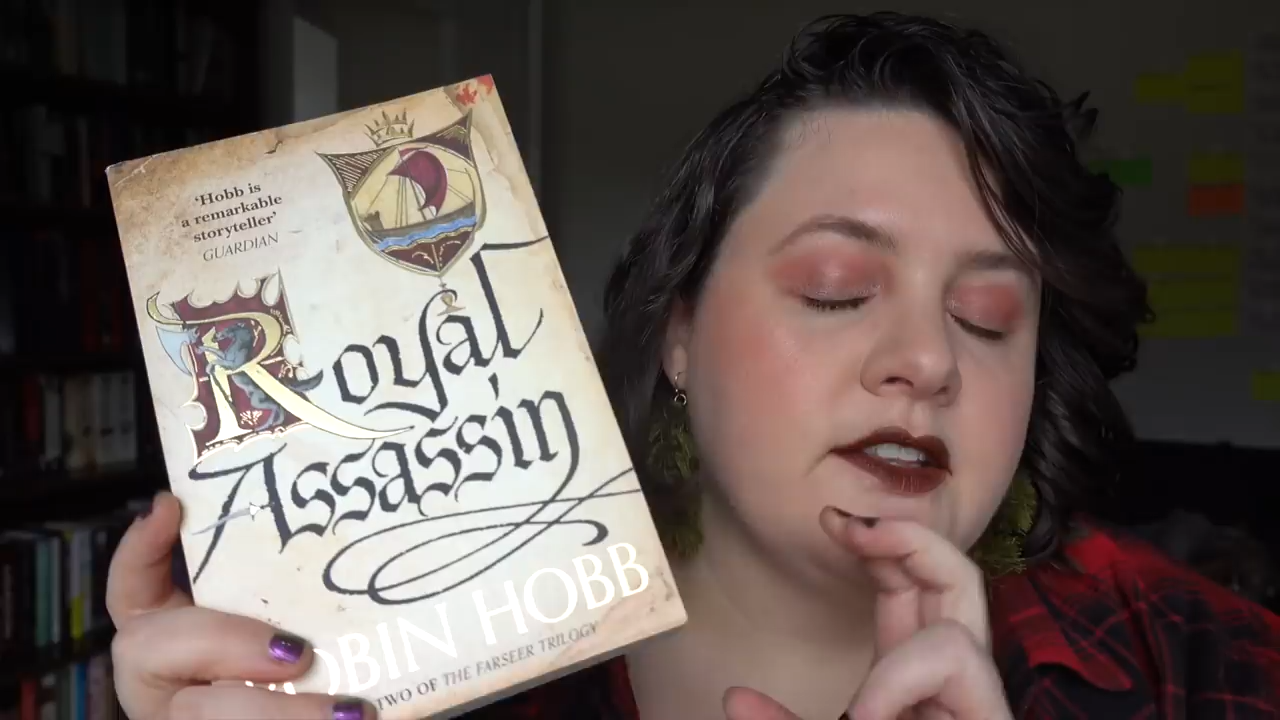 'Hobb is
a remarkable
storyteller'
GUARDIAN
Royal
Assassin
OBIN HOBB
TWO OF THE FARSEER TRILOGY